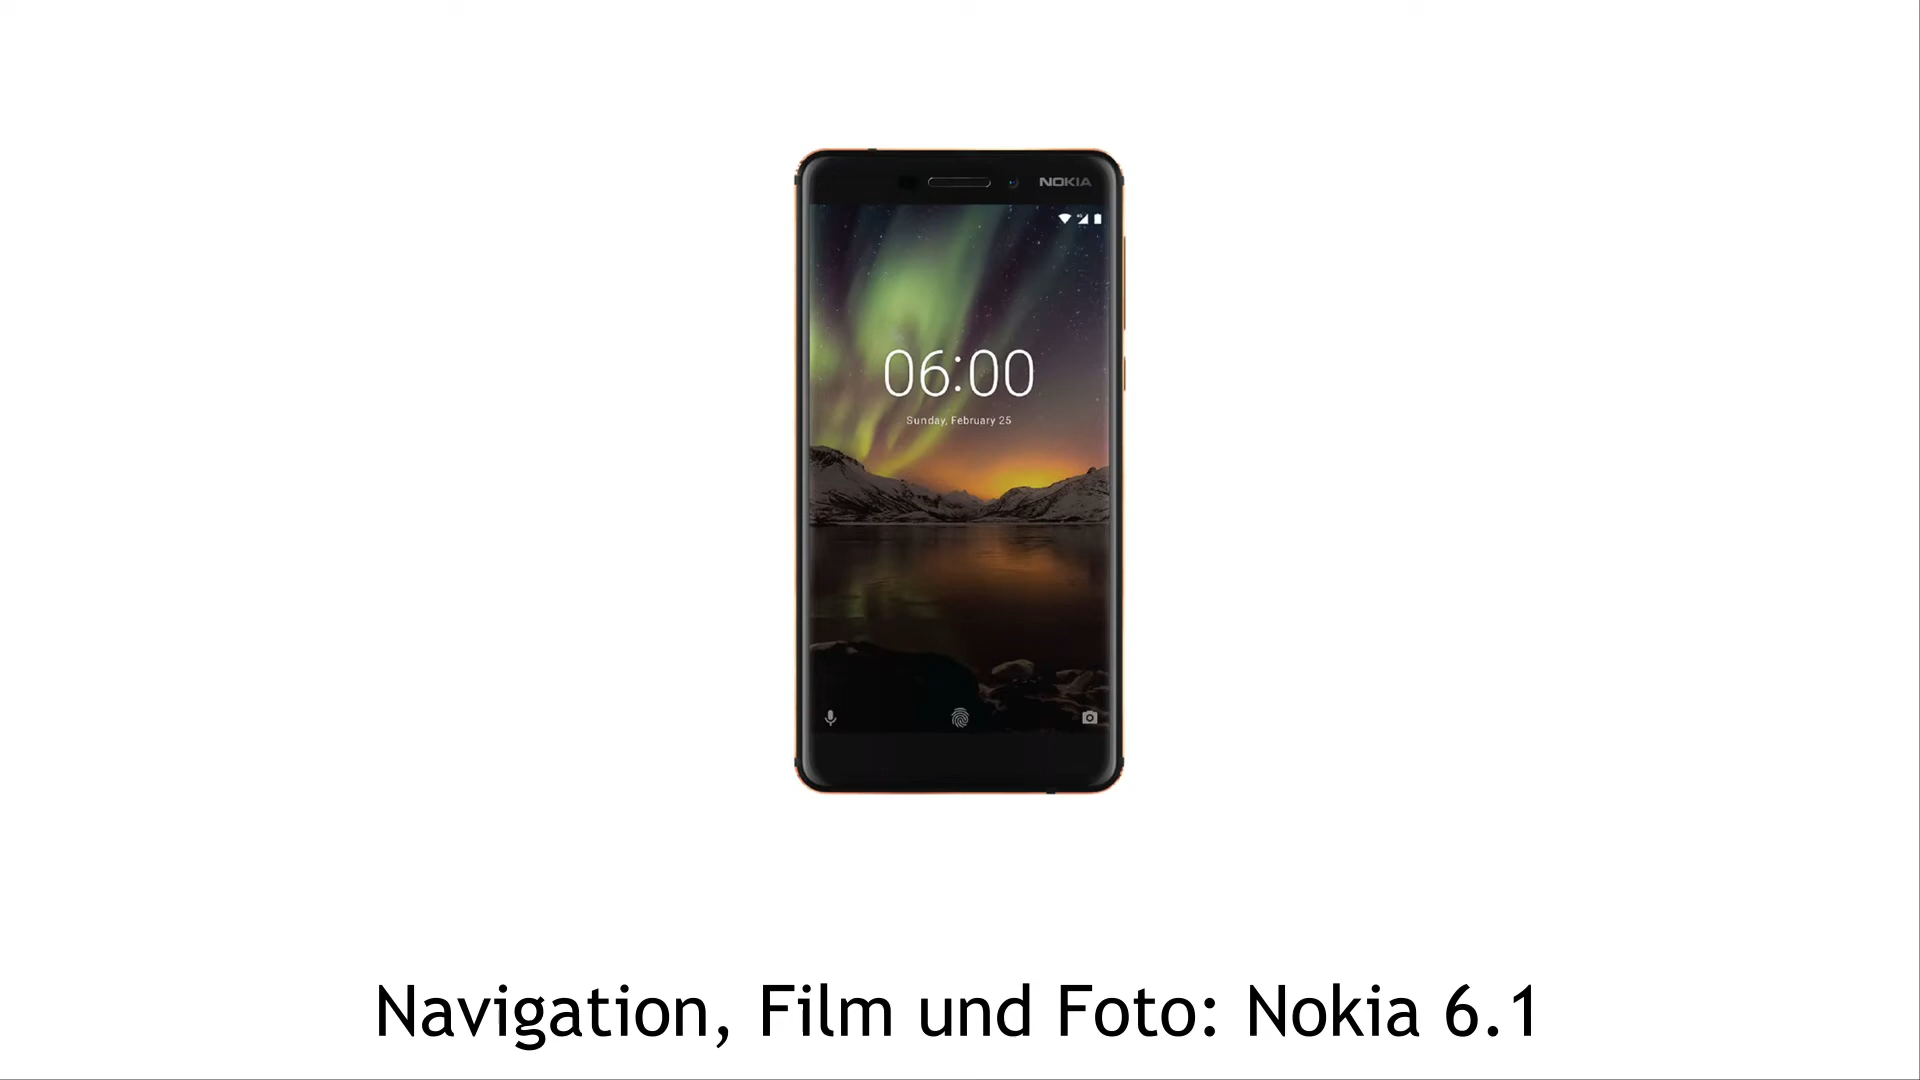 NOKIA
06:00
Sunday, February 25
Navigation, Film und Foto: Nokia 6.1